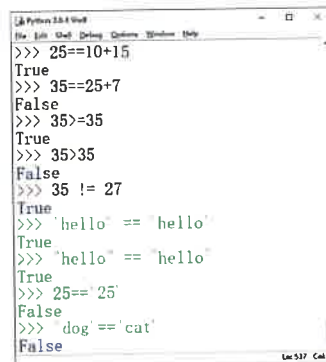 Python 3.6.4 Shell
File Edit Shell Debug Options Window Help
>>> 25==10+15
True
>>> 35==25+7
False
>>> 35>=35
True
>>> 35>35
False
>>> 35 != 27
True
>>> 'hello' == 'hello'
True
>>> "hello" == "hello"
True
>>> 25=='25'
False
>>> 'dog'=='cat'
False
Ln: 537 Col: